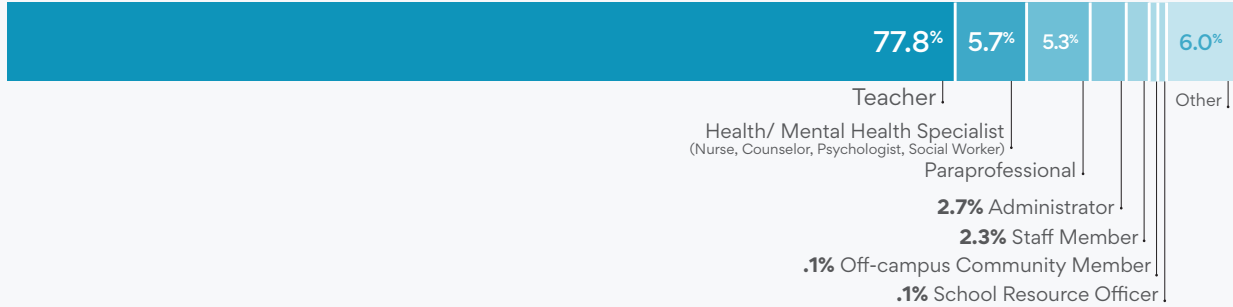 77.8% 5.7% 5.3% 6.0%
Teacher
Other
Health/ Mental Health Specialist
(Nurse, Counselor, Psychologist, Social Worker)
Paraprofessional
2.7% Administrator
2.3% Staff Member
.1% Off-campus Community Member
.1% School Resource Officer